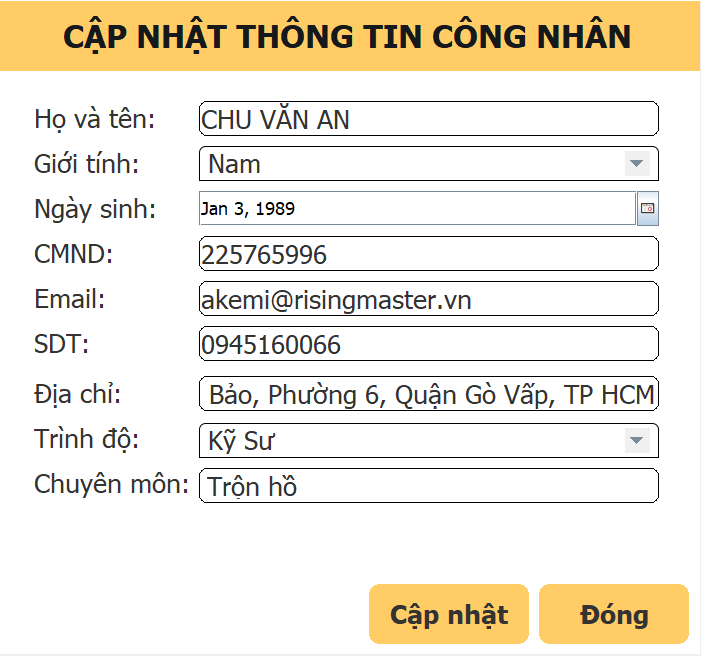 CẬP NHẬT THÔNG TIN CÔNG NHÂN
Họ và tên: CHU VĂN AN
Giới tính: Nam
Ngày sinh: Jan 3, 1989
CMND: 225765996
Email: akemi@risingmaster.vn
SDT: 0945160066
Địa chỉ: Bảo, Phường 6, Quận Gò Vấp, TP HCM
Trình độ: Kỹ Sư
Chuyên môn: Trộn hồ
Cập nhật Đóng